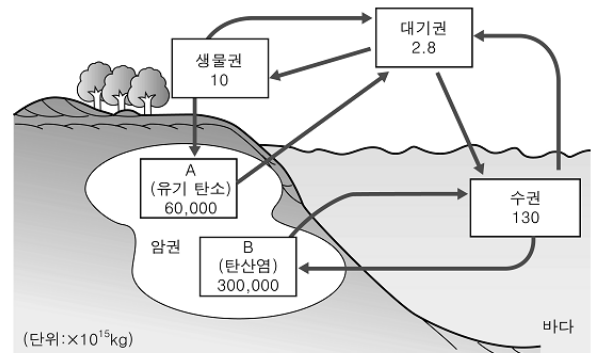 대기권
2.8
생물권
10
A
(유기 탄소)
60,000
수권
130
암권
B
(탄산염)
300,000
바다
(단위:×10¹⁵kg)